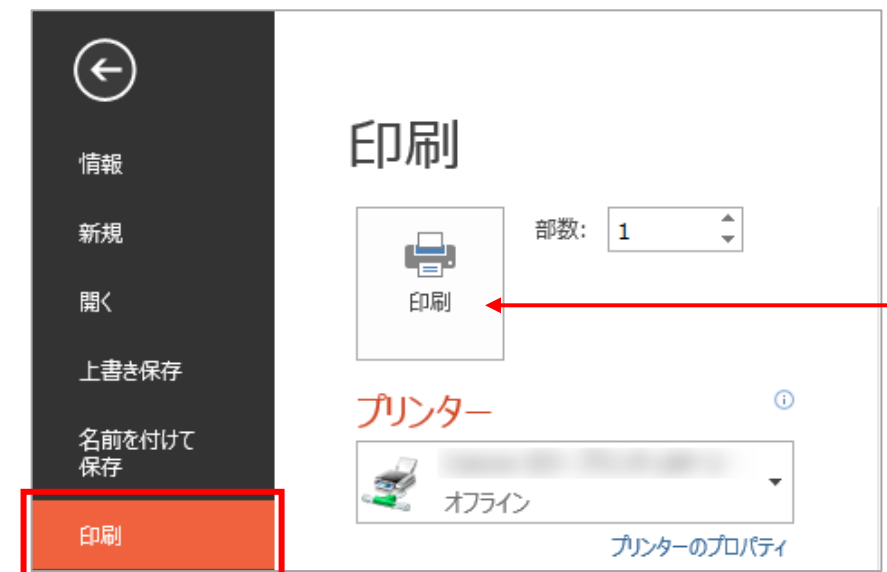 情報
新規
開く
上書き保存
名前を付けて
保存
印刷
印刷
部数: 1
印刷
プリンター
オフライン
プリンターのプロパティ